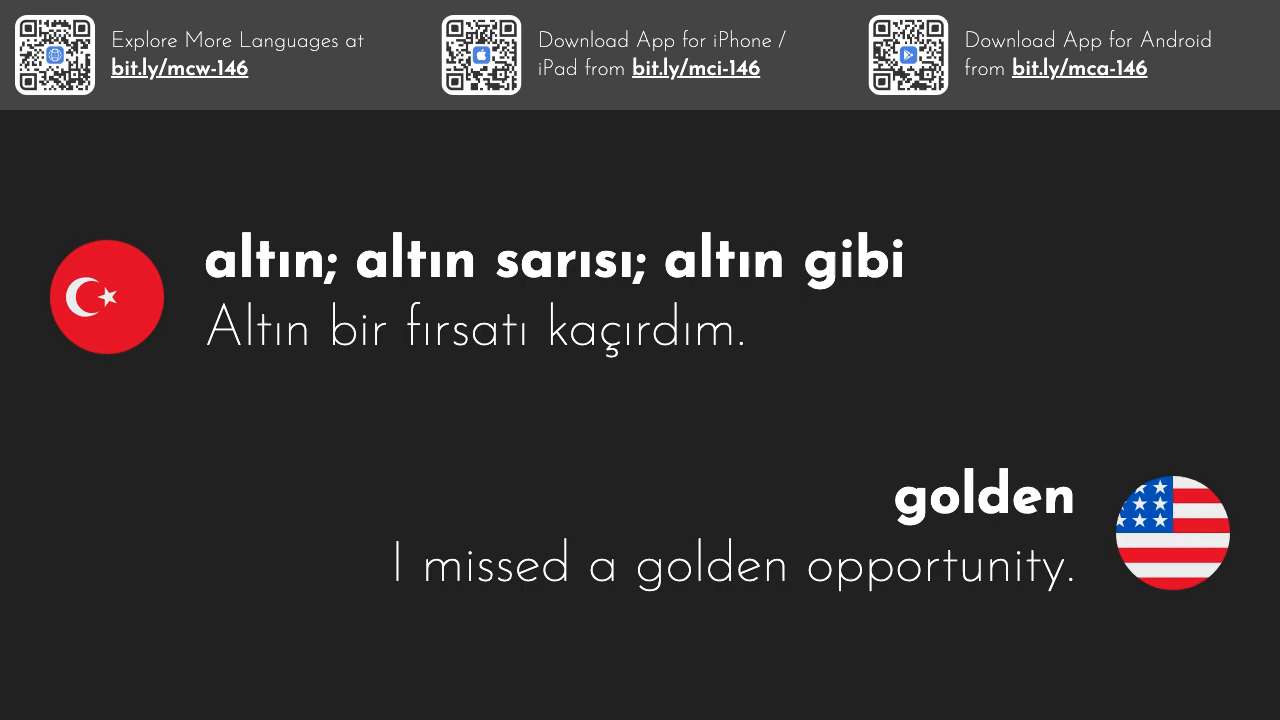 Explore More Languages at
bit.ly/mcw-146
Download App for iPhone /
iPad from bit.ly/mci-146
Download App for Android
from bit.ly/mca-146
altın; altın sarısı; altın gibi
Altın bir fırsatı kaçırdım.
golden
I missed a golden opportunity.